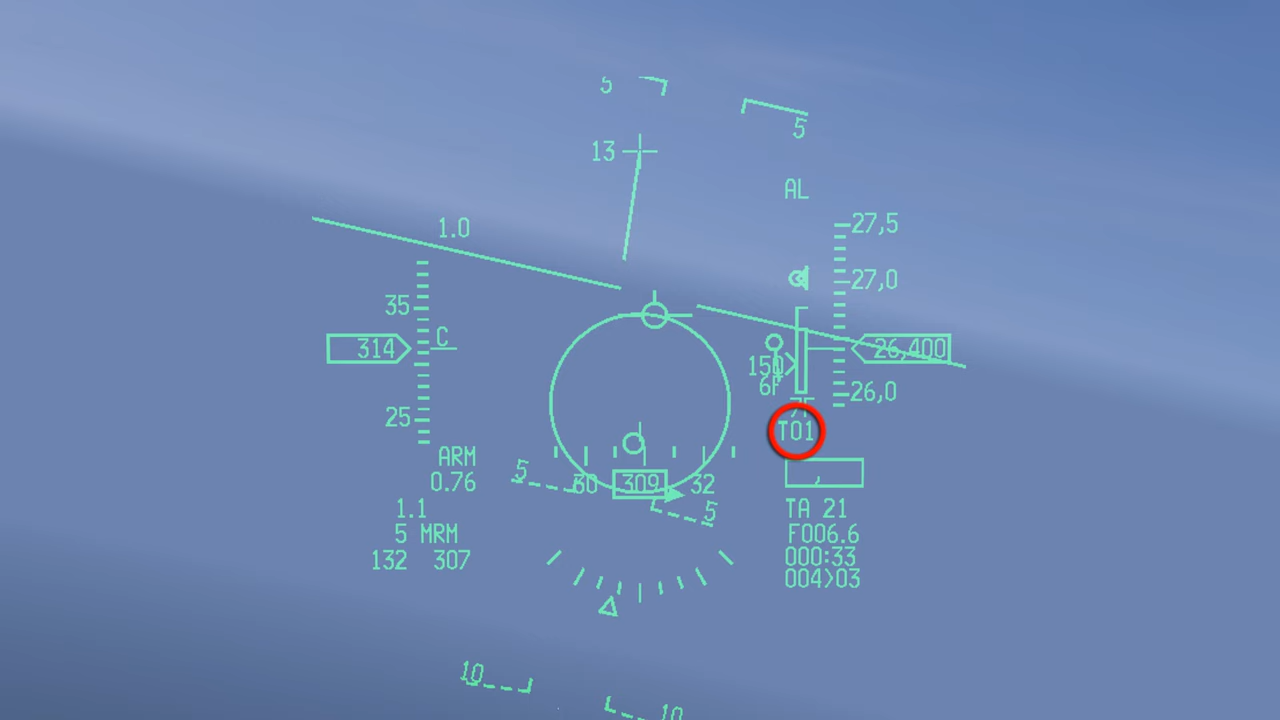 5
5
13
AL
1.0
27,5
27,0
35
314
C
26,400
150
6F
26,0
25
7F
T01
ARM
0.76
5
30
309
32
,
5
1.1
5 MRM
132 307
TA 21
F006.6
000:33
004>03
10
10